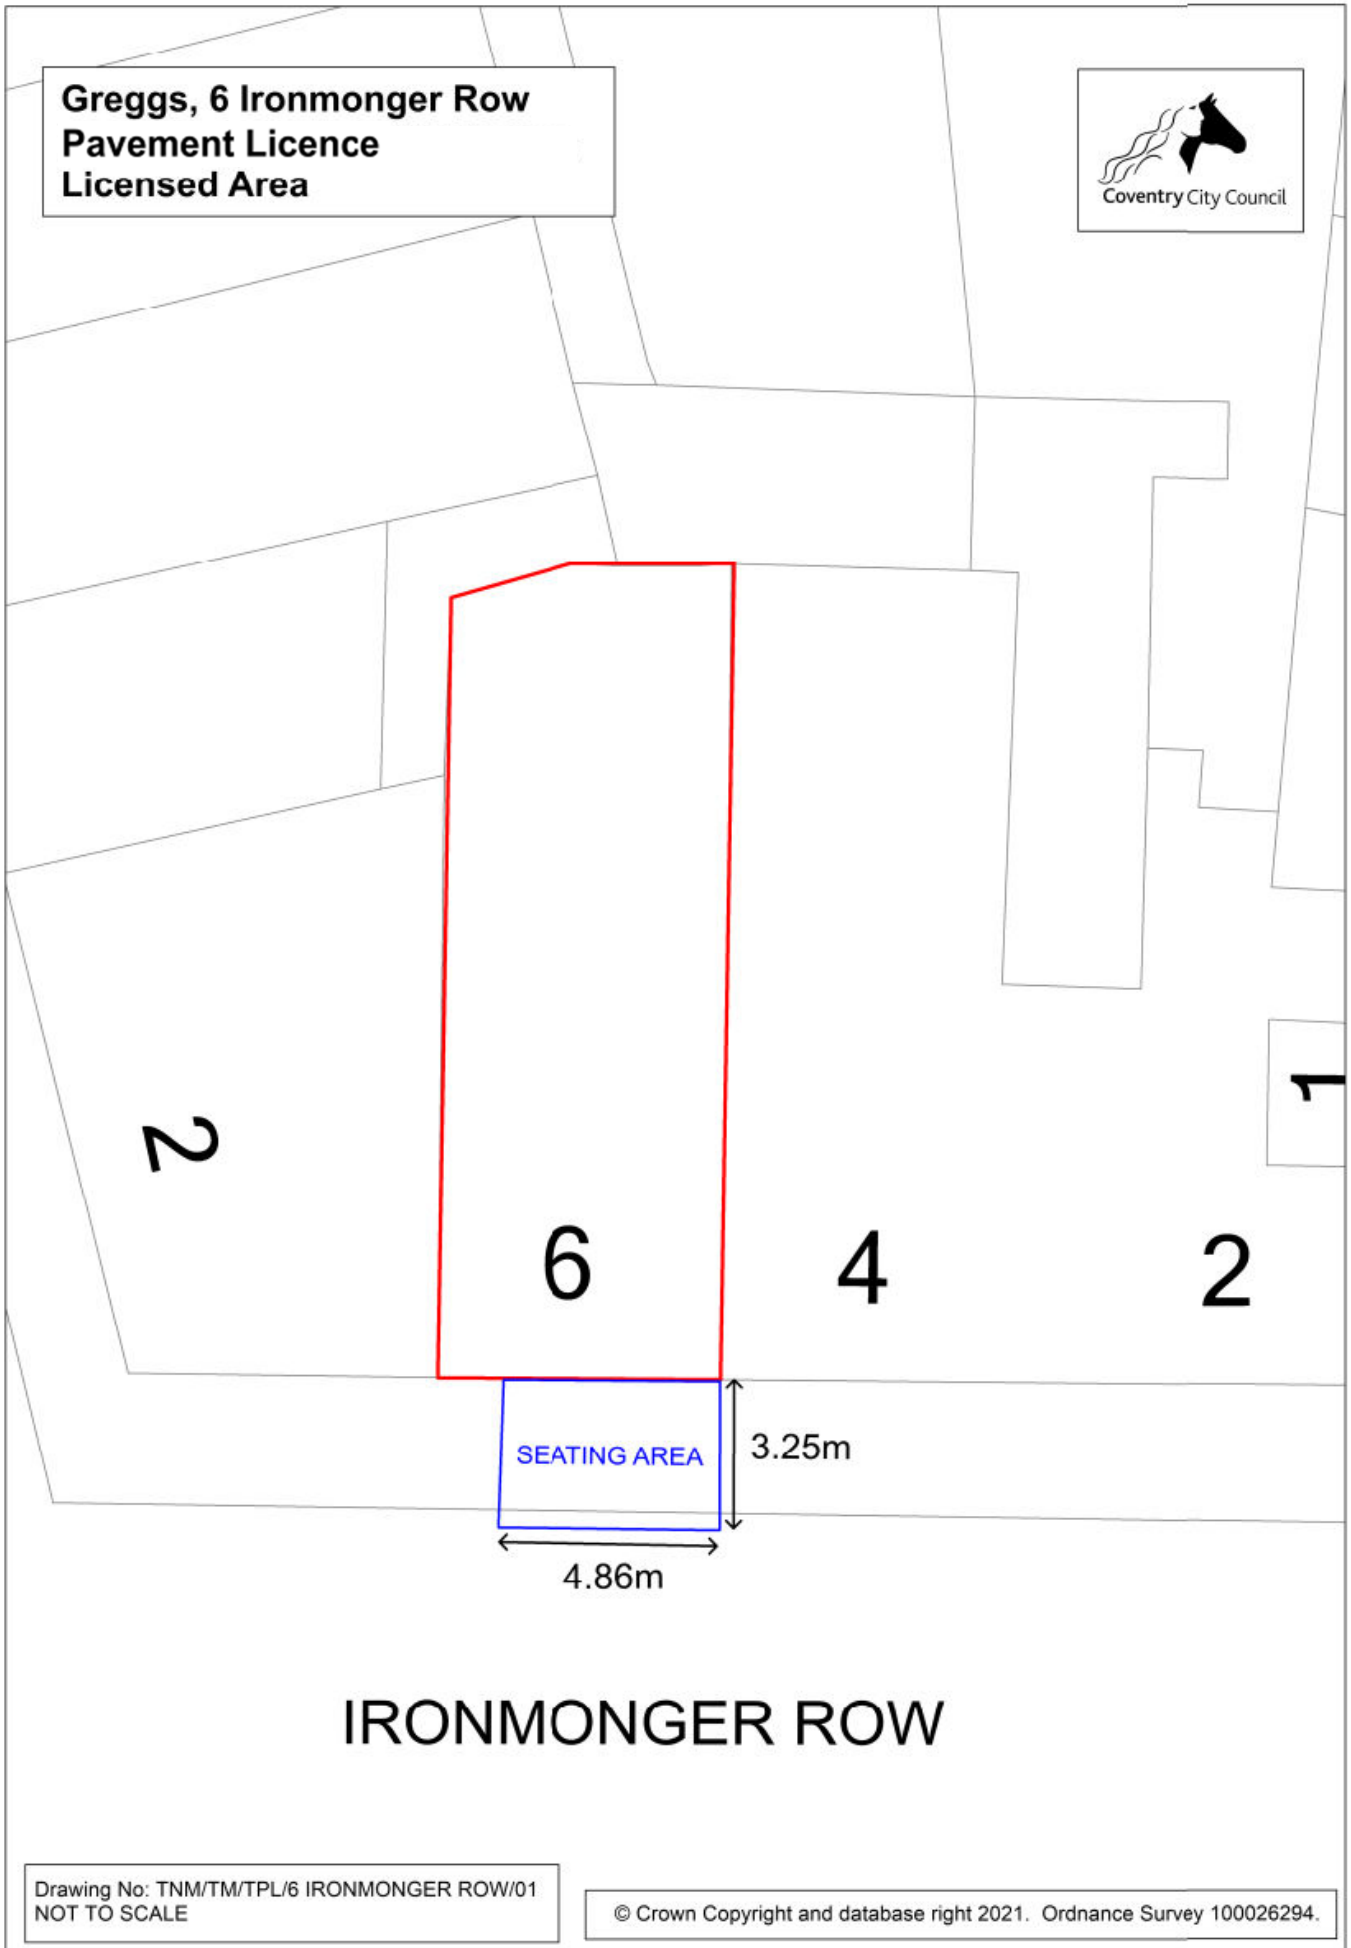 Greggs, 6 Ironmonger Row
Pavement Licence
Licensed Area
Coventry City Council
1
2
6
4
2
SEATING AREA
3.25m
4.86m
IRONMONGER ROW
Drawing No: TNM/TM/TPL/6 IRONMONGER ROW/01
NOT TO SCALE
© Crown Copyright and database right 2021. Ordnance Survey 100026294.